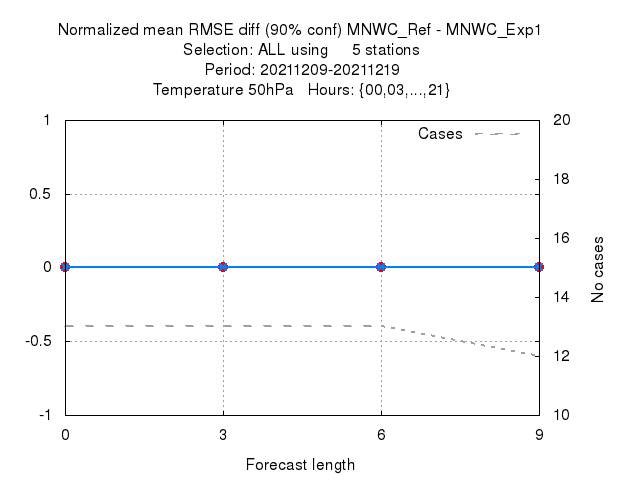 Normalized mean RMSE diff (90% conf) MNWC_Ref - MNWC_Exp1
Selection: ALL using     5 stations
Period: 20211209-20211219
Temperature 50hPa   Hours: {00,03,...,21}
Cases
1
0.5
0
-0.5
-1
20
18
16
14
12
10
No cases
0 3 6 9
Forecast length